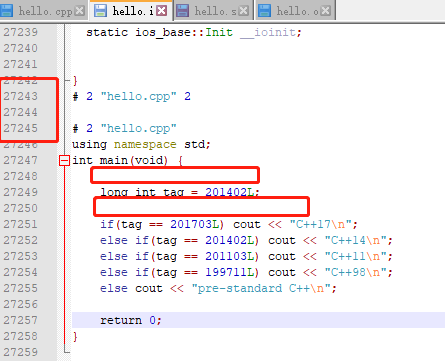 hello.cpp hello.i hello.s hello.o
27239 static ios_base::Init __ioinit;
27240
27241
27242 }
27243 # 2 "hello.cpp" 2
27244
27245 # 2 "hello.cpp"
27246 using namespace std;
27247 int main(void) {
27248
27249 long int tag = 201402L;
27250
27251 if(tag == 201703L) cout << "C++17\n";
27252 else if(tag == 201402L) cout << "C++14\n";
27253 else if(tag == 201103L) cout << "C++11\n";
27254 else if(tag == 199711L) cout << "C++98\n";
27255 else cout << "pre-standard C++\n";
27256
27257 return 0;
27258 }
27259